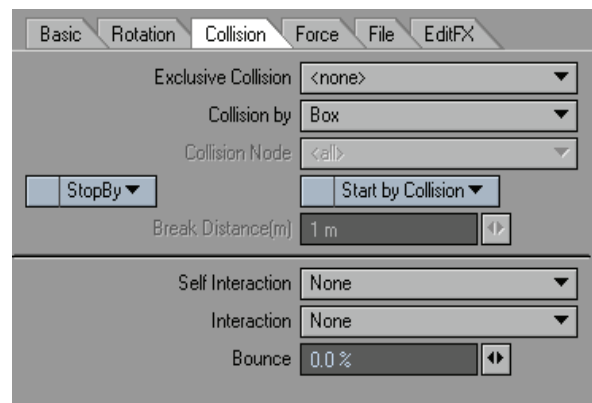 Basic Rotation Collision Force File EditFX
Exclusive Collision <none>
Collision by Box
Collision Node <all>
StopBy Start by Collision
Break Distance(m) 1 m
Self Interaction None
Interaction None
Bounce 0.0 %